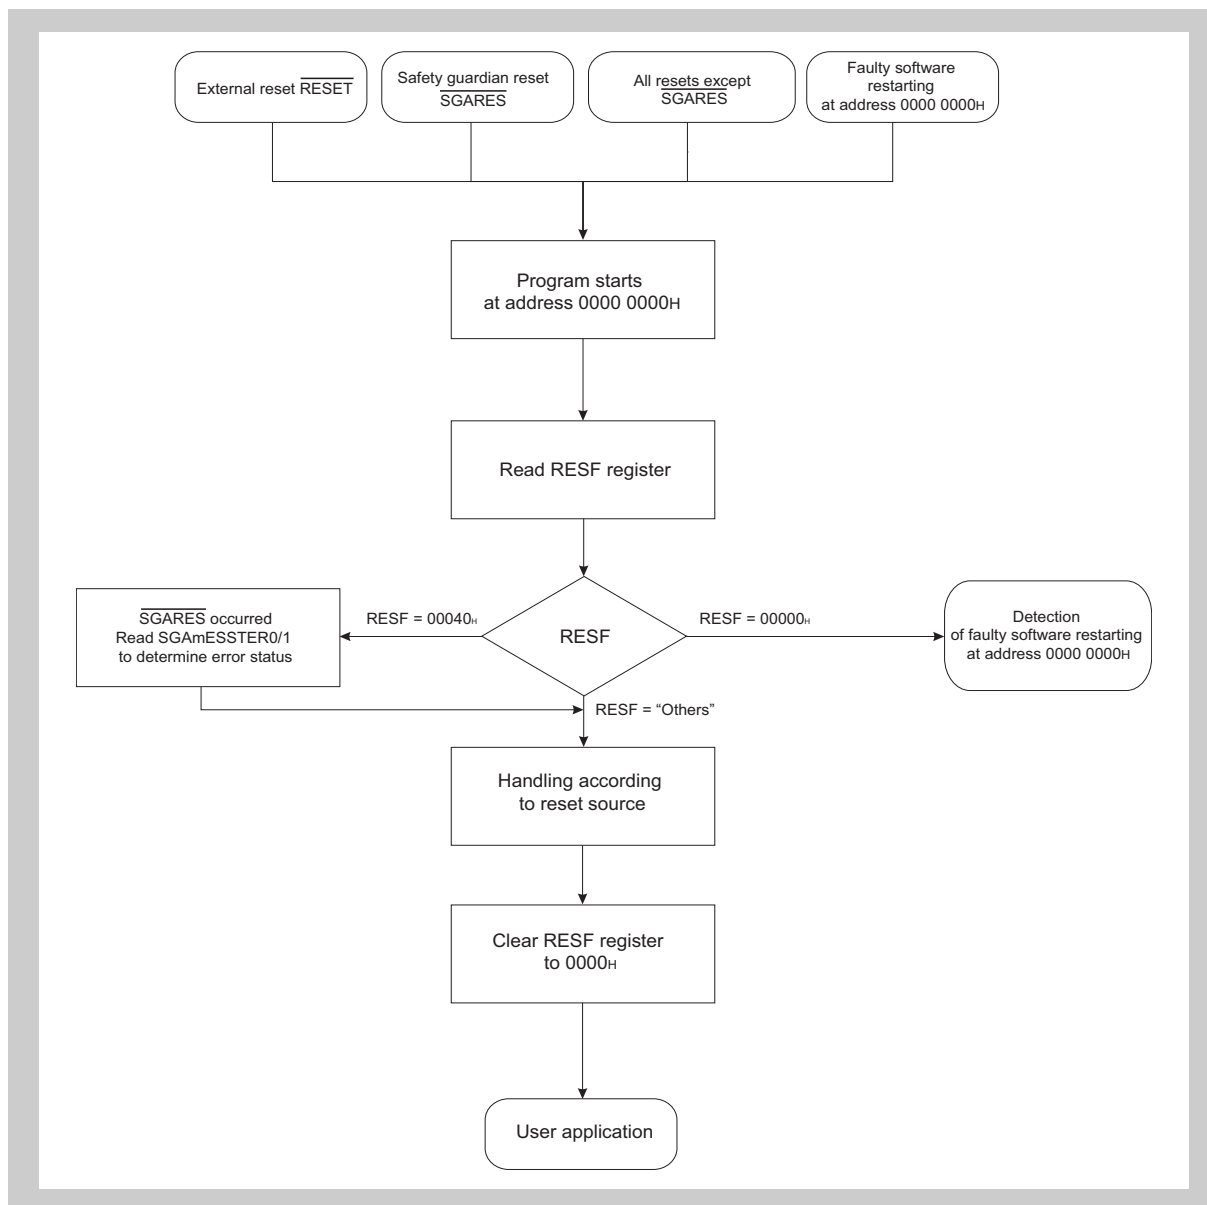 External reset RESET
Safety guardian reset
SGARES
All resets except
SGARES
Faulty software
restarting
at address 0000 0000H
Program starts
at address 0000 0000H
Read RESF register
SGARES occurred
Read SGAmESSTER0/1
to determine error status
RESF = 00040H
RESF
RESF = 00000H
Detection
of faulty software restarting
at address 0000 0000H
RESF = “Others”
Handling according
to reset source
Clear RESF register
to 0000H
User application